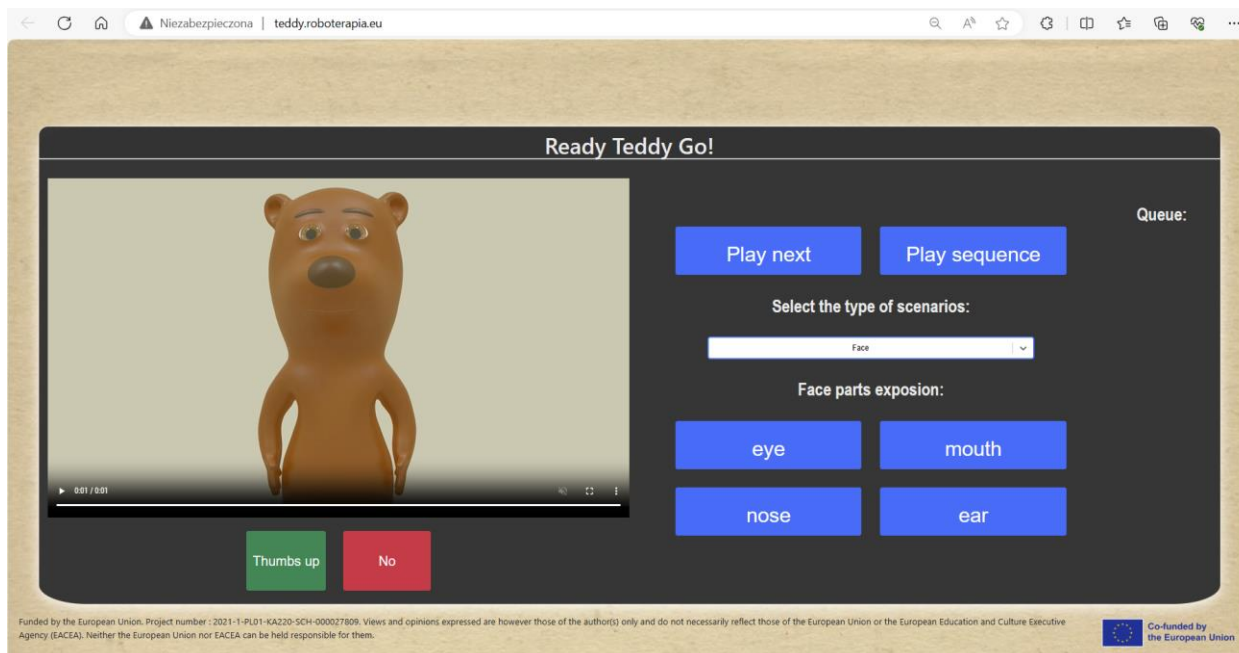 Niezabezpieczona | teddy.roboterapia.eu
Ready Teddy Go!
Queue:
Play next
Play sequence
Select the type of scenarios:
Face
Face parts exposion:
eye
mouth
nose
ear
0:01 / 0:01
Thumbs up
No
Funded by the European Union. Project number : 2021-1-PL01-KA220-SCH-000027809. Views and opinions expressed are however those of the author(s) only and do not necessarily reflect those of the European Union or the European Education and Culture Executive
Agency (EACEA). Neither the European Union nor EACEA can be held responsible for them.
Co-funded by
the European Union